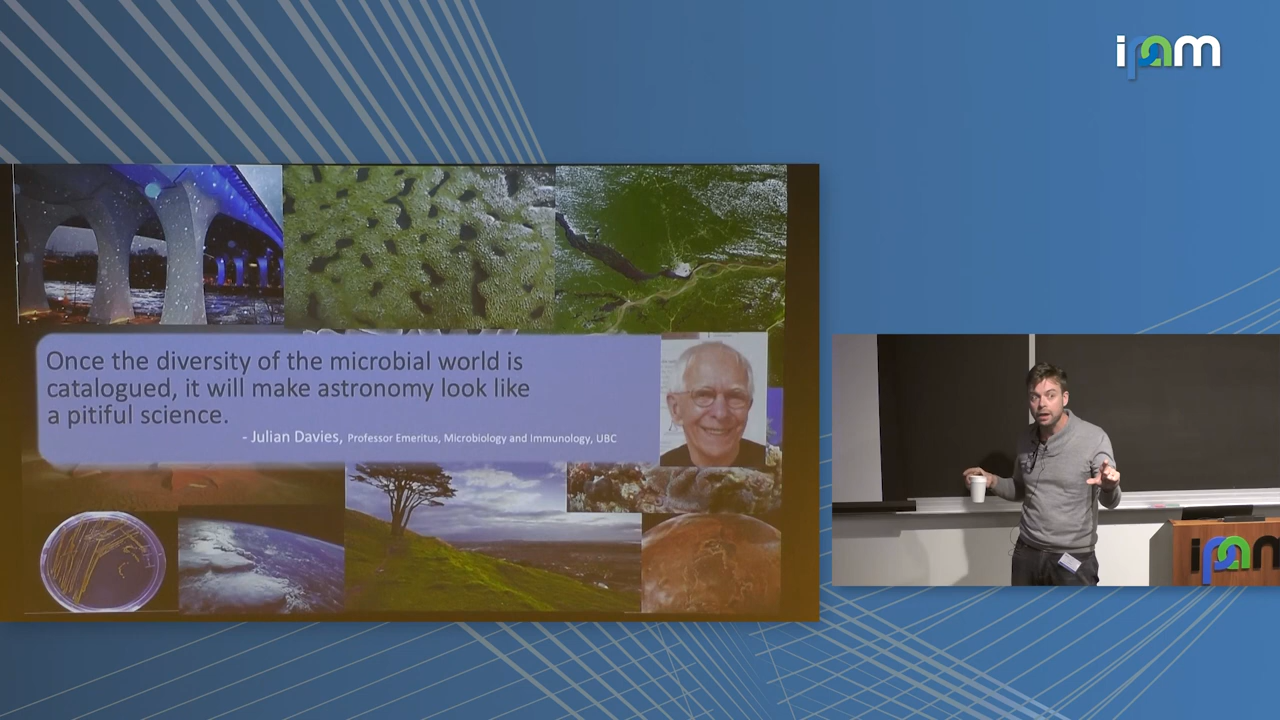 ipam
Once the diversity of the microbial world is
catalogued, it will make astronomy look like
a pitiful science.
- Julian Davies, Professor Emeritus, Microbiology and Immunology, UBC
ipam